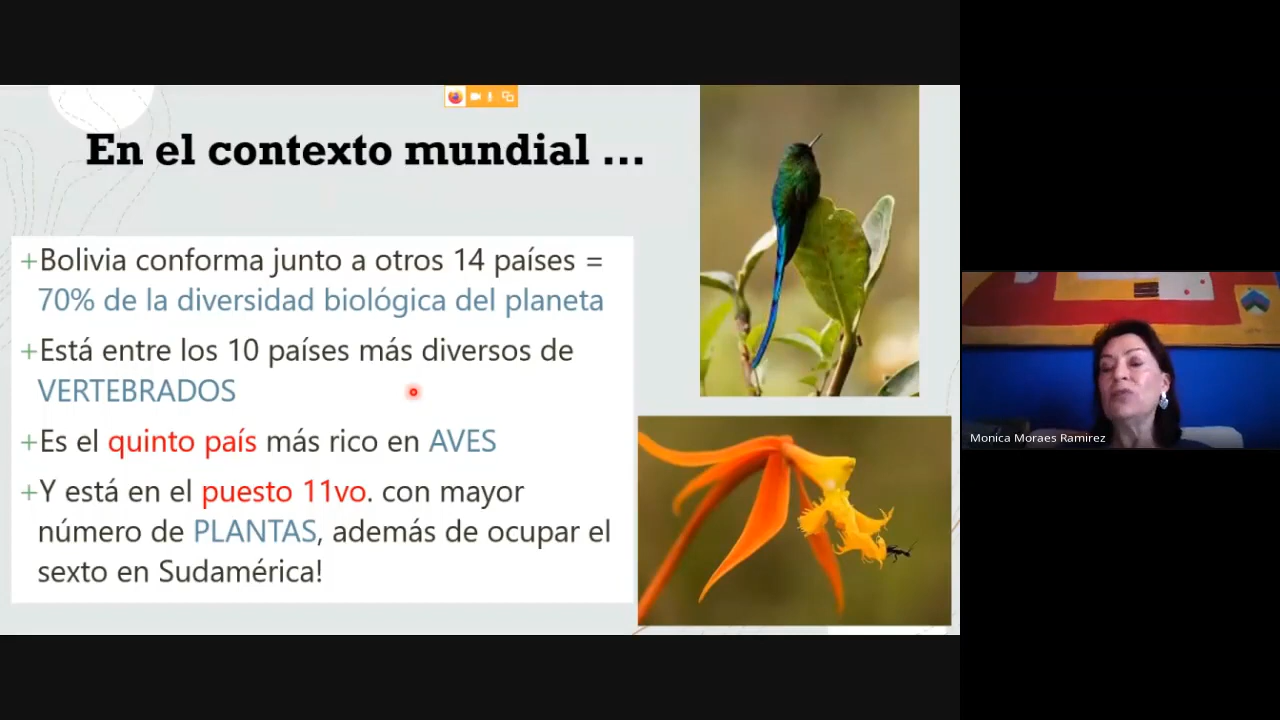 En el contexto mundial ...
+Bolivia conforma junto a otros 14 países =
70% de la diversidad biológica del planeta
+Está entre los 10 países más diversos de
VERTEBRADOS
+Es el quinto país más rico en AVES
+Y está en el puesto 11vo. con mayor
número de PLANTAS, además de ocupar el
sexto en Sudamérica!
Monica Moraes Ramirez